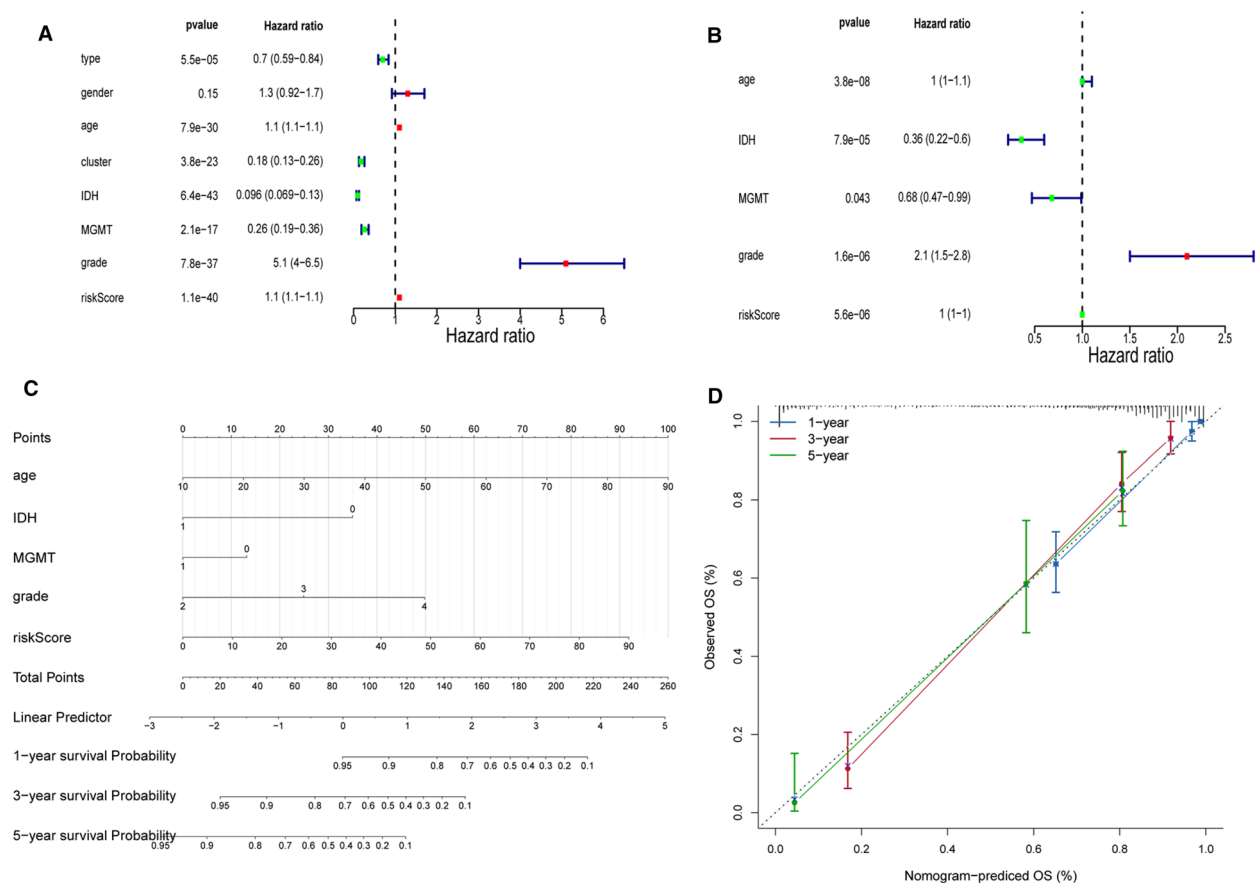 A
pvalue Hazard ratio
type 5.5e−05 0.7 (0.59−0.84)
gender 0.15 1.3 (0.92−1.7)
age 7.9e−30 1.1 (1.1−1.1)
cluster 3.8e−23 0.18 (0.13−0.26)
IDH 6.4e−43 0.096 (0.069−0.13)
MGMT 2.1e−17 0.26 (0.19−0.36)
grade 7.8e−37 5.1 (4−6.5)
riskScore 1.1e−40 1.1 (1.1−1.1)
0 1 2 3 4 5 6
Hazard ratio
B
pvalue Hazard ratio
age 3.8e−08 1 (1−1.1)
IDH 7.9e−05 0.36 (0.22−0.6)
MGMT 0.043 0.68 (0.47−0.99)
grade 1.6e−06 2.1 (1.5−2.8)
riskScore 5.6e−06 1 (1−1)
0.5 1.0 1.5 2.0 2.5
Hazard ratio
C
Points 0 10 20 30 40 50 60 70 80 90 100
age
10 20 30 40 50 60 70 80 90
IDH 0
1
MGMT 0
1
grade 3
2 4
riskScore
0 10 20 30 40 50 60 70 80 90
Total Points
0 20 40 60 80 100 120 140 160 180 200 220 240 260
Linear Predictor
−3 −2 −1 0 1 2 3 4 5
1−year survival Probability
0.95 0.9 0.8 0.7 0.6 0.5 0.4 0.3 0.2 0.1
3−year survival Probability
0.95 0.9 0.8 0.7 0.6 0.5 0.4 0.3 0.2 0.1
5−year survival Probability
0.95 0.9 0.8 0.7 0.6 0.5 0.4 0.3 0.2 0.1
D
1−year
3−year
5−year
Observed OS (%)
1.0
0.8
0.6
0.4
0.2
0.0
0.0 0.2 0.4 0.6 0.8 1.0
Nomogram−prediced OS (%)